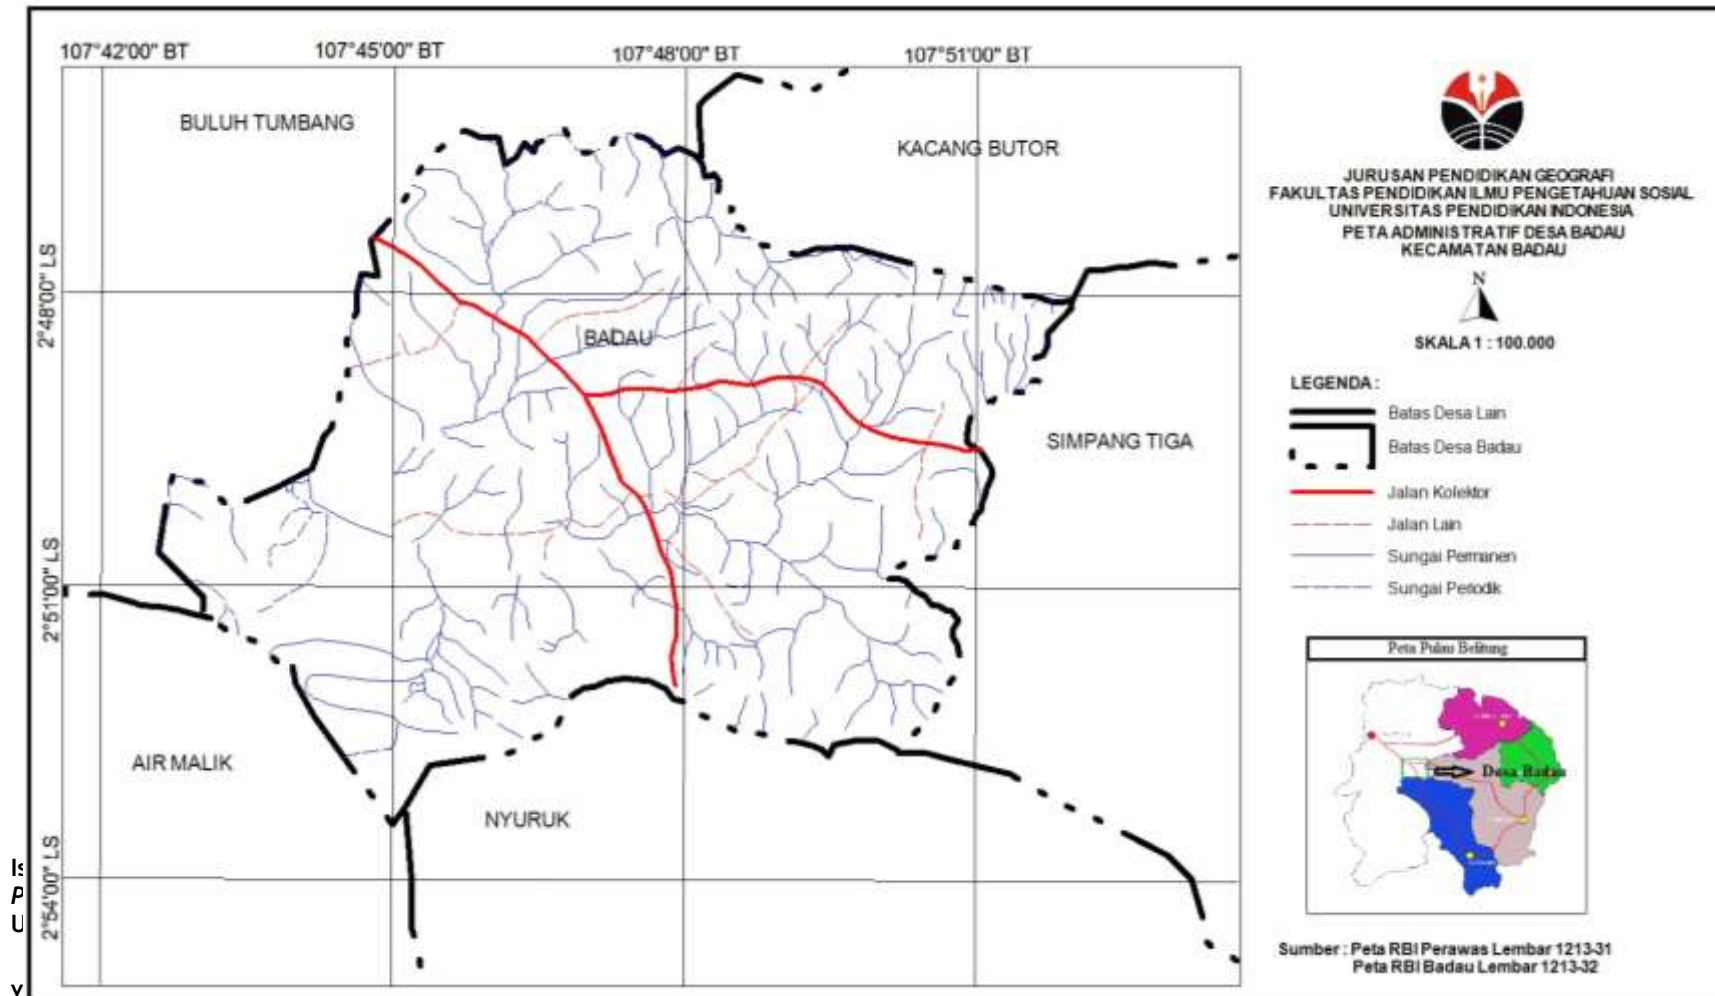 107°42'00" BT
107°45'00" BT
107°48'00" BT
107°51'00" BT
BULUH TUMBANG
KACANG BUTOR
2°48'00" LS
BADAU
SIMPANG TIGA
2°51'00" LS
AIR MALIK
NYURUK
2°54'00" LS
JURUSAN PENDIDIKAN GEOGRAFI
FAKULTAS PENDIDIKAN ILMU PENGETAHUAN SOSIAL
UNIVERSITAS PENDIDIKAN INDONESIA
PETA ADMINISTRATIF DESA BADAU
KECAMATAN BADAU
N
SKALA 1 : 100.000
LEGENDA :
Batas Desa Lain
Batas Desa Badau
Jalan Kolektor
Jalan Lain
Sungai Permanen
Sungai Periodik
Peta Pulau Belitung
Desa Badau
Sumber : Peta RBI Perawas Lembar 1213-31
Peta RBI Badau Lembar 1213-32